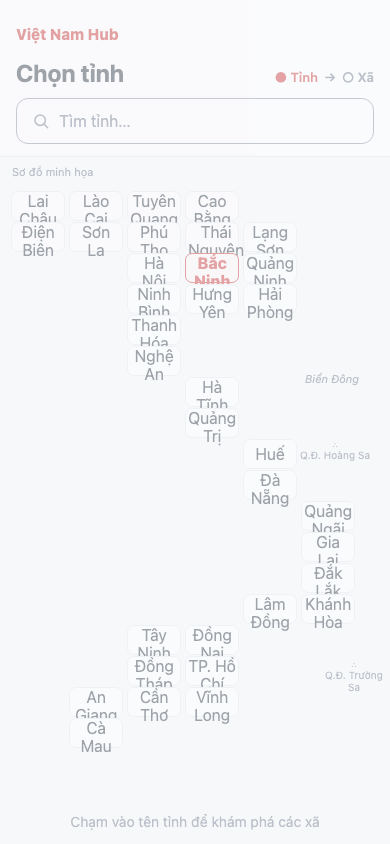 Việt Nam Hub
Chọn tỉnh
Tỉnh → Xã
Tìm tỉnh...
Sơ đồ minh họa
Lai Châu
Lào Cai
Tuyên Quang
Cao Bằng
Điện Biên
Sơn La
Phú Thọ
Thái Nguyên
Lạng Sơn
Hà Nội
Bắc Ninh
Quảng Ninh
Ninh Bình
Hưng Yên
Hải Phòng
Thanh Hóa
Nghệ An
Biển Đông
Hà Tĩnh
Quảng Trị
Huế
Q.Đ. Hoàng Sa
Đà Nẵng
Quảng Ngãi
Gia Lai
Đắk Lắk
Lâm Đồng
Khánh Hòa
Tây Ninh
Đồng Nai
Đồng Tháp
TP. Hồ Chí
Q.Đ. Trường Sa
An Giang
Cần Thơ
Vĩnh Long
Cà Mau
Chạm vào tên tỉnh để khám phá các xã